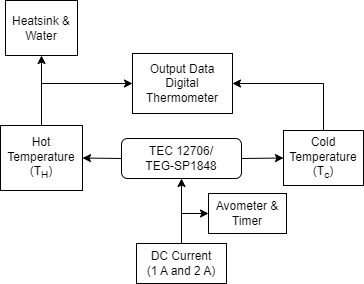 Heatsink &
Water
Output Data
Digital
Thermometer
Hot
Temperature
(TH)
TEC 12706/
TEG-SP1848
Cold
Temperature
(Tc)
Avometer &
Timer
DC Current
(1 A and 2 A)